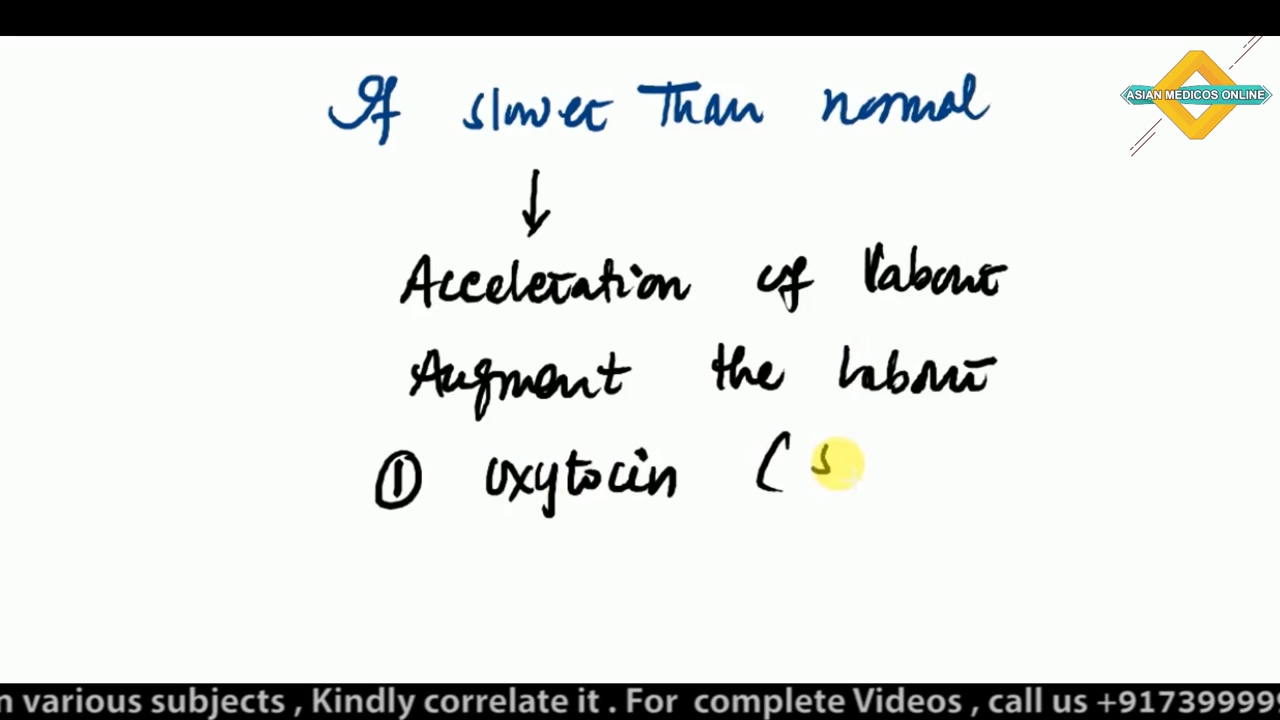 ASIAN MEDICOS ONLINE
If slower than normal
↓
Acceleration of labour
Augment the labour
① oxytocin ( s
n various subjects , Kindly correlate it . For complete Videos , call us +91739999